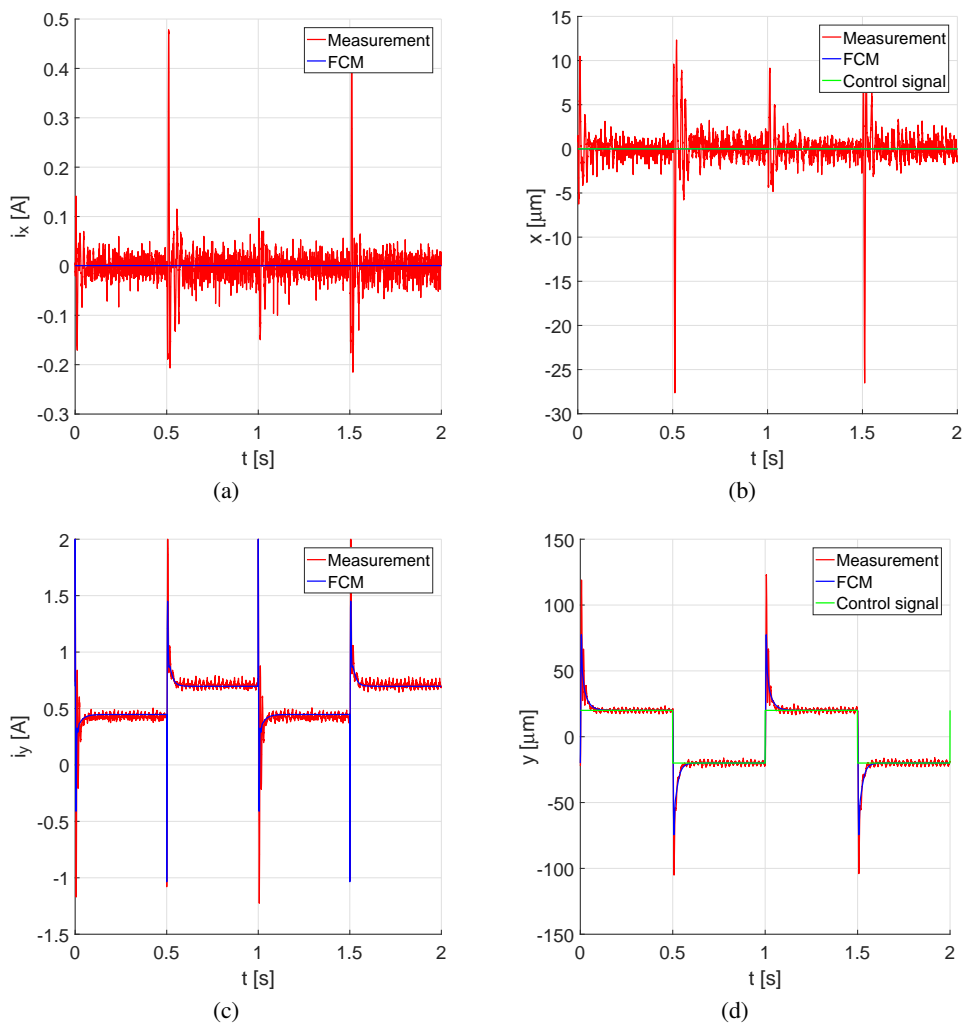 0.5
0.4
0.3
0.2
0.1
0
-0.1
-0.2
-0.3
i_x [A]
0 0.5 1 1.5 2
t [s]
Measurement
FCM
(a)
15
10
5
0
-5
-10
-15
-20
-25
-30
x [μm]
0 0.5 1 1.5 2
t [s]
Measurement
FCM
Control signal
(b)
2
1.5
1
0.5
0
-0.5
-1
-1.5
i_y [A]
0 0.5 1 1.5 2
t [s]
Measurement
FCM
(c)
150
100
50
0
-50
-100
-150
y [μm]
0 0.5 1 1.5 2
t [s]
Measurement
FCM
Control signal
(d)